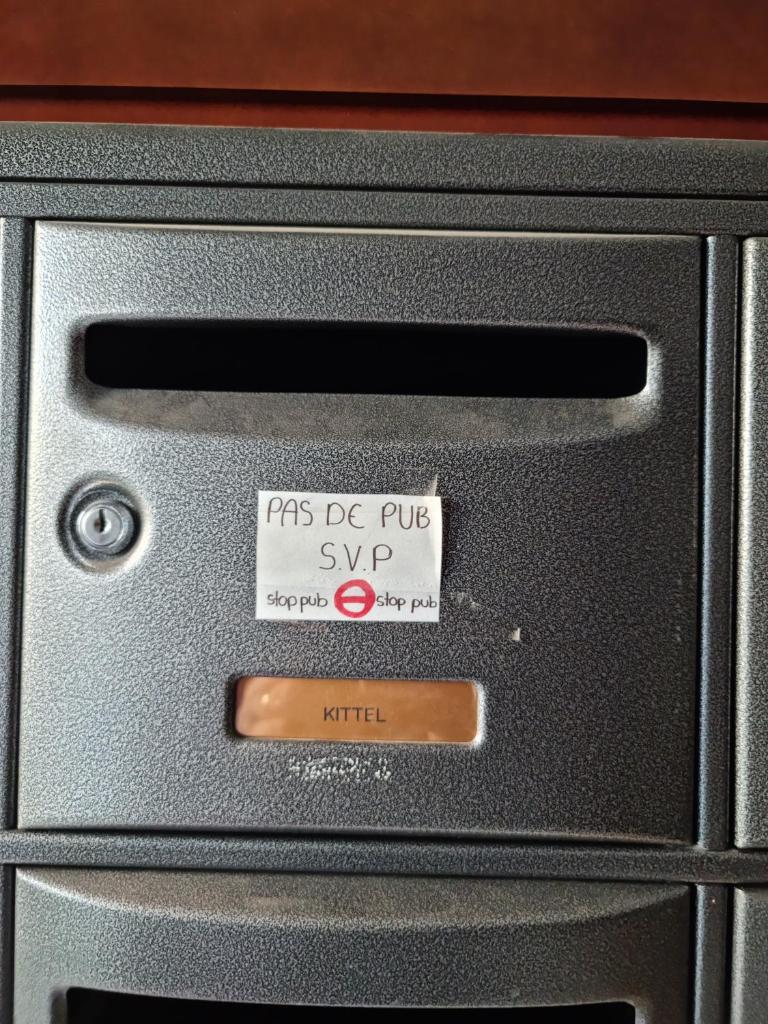 PAS DE PUB
S.V.P
stop pub stop pub
KITTEL